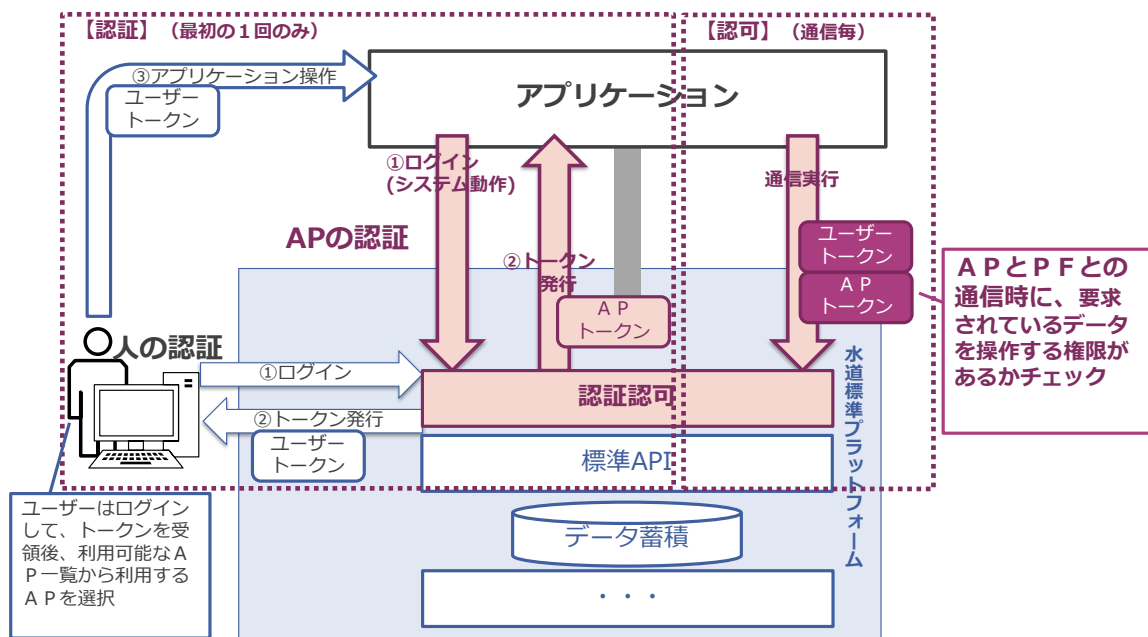 【認証】（最初の１回のみ）
【認可】（通信毎）
③アプリケーション操作
ユーザー
トークン
アプリケーション
①ログイン
(システム動作)
通信実行
APの認証
②トークン
発行
ＡＰ
トークン
ユーザー
トークン
ＡＰ
トークン
ＡＰとＰＦとの
通信時に、要求
されているデータ
を操作する権限が
あるかチェック
人の認証
①ログイン
認証認可
②トークン発行
ユーザー
トークン
標準API
水道標準プラットフォーム
ユーザーはログイン
して、トークンを受
領後、利用可能なＡ
Ｐ一覧から利用する
ＡＰを選択
データ蓄積
・・・